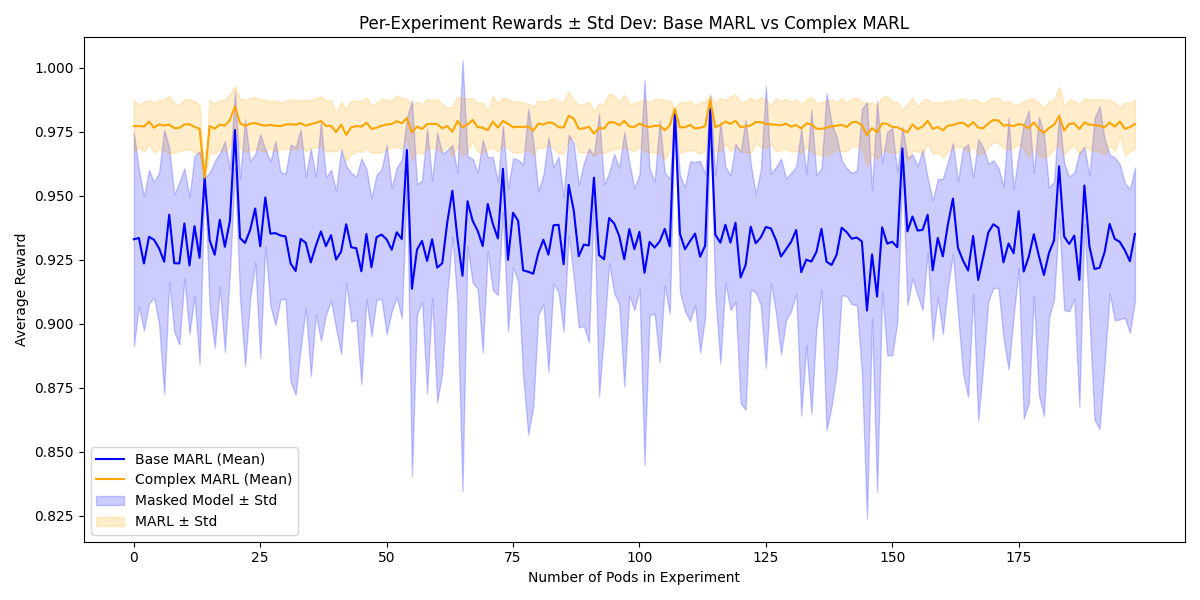 Per-Experiment Rewards ± Std Dev: Base MARL vs Complex MARL
1.000
0.975
0.950
0.925
0.900
0.875
0.850
0.825
Average Reward
Base MARL (Mean)
Complex MARL (Mean)
Masked Model ± Std
MARL ± Std
0 25 50 75 100 125 150 175
Number of Pods in Experiment